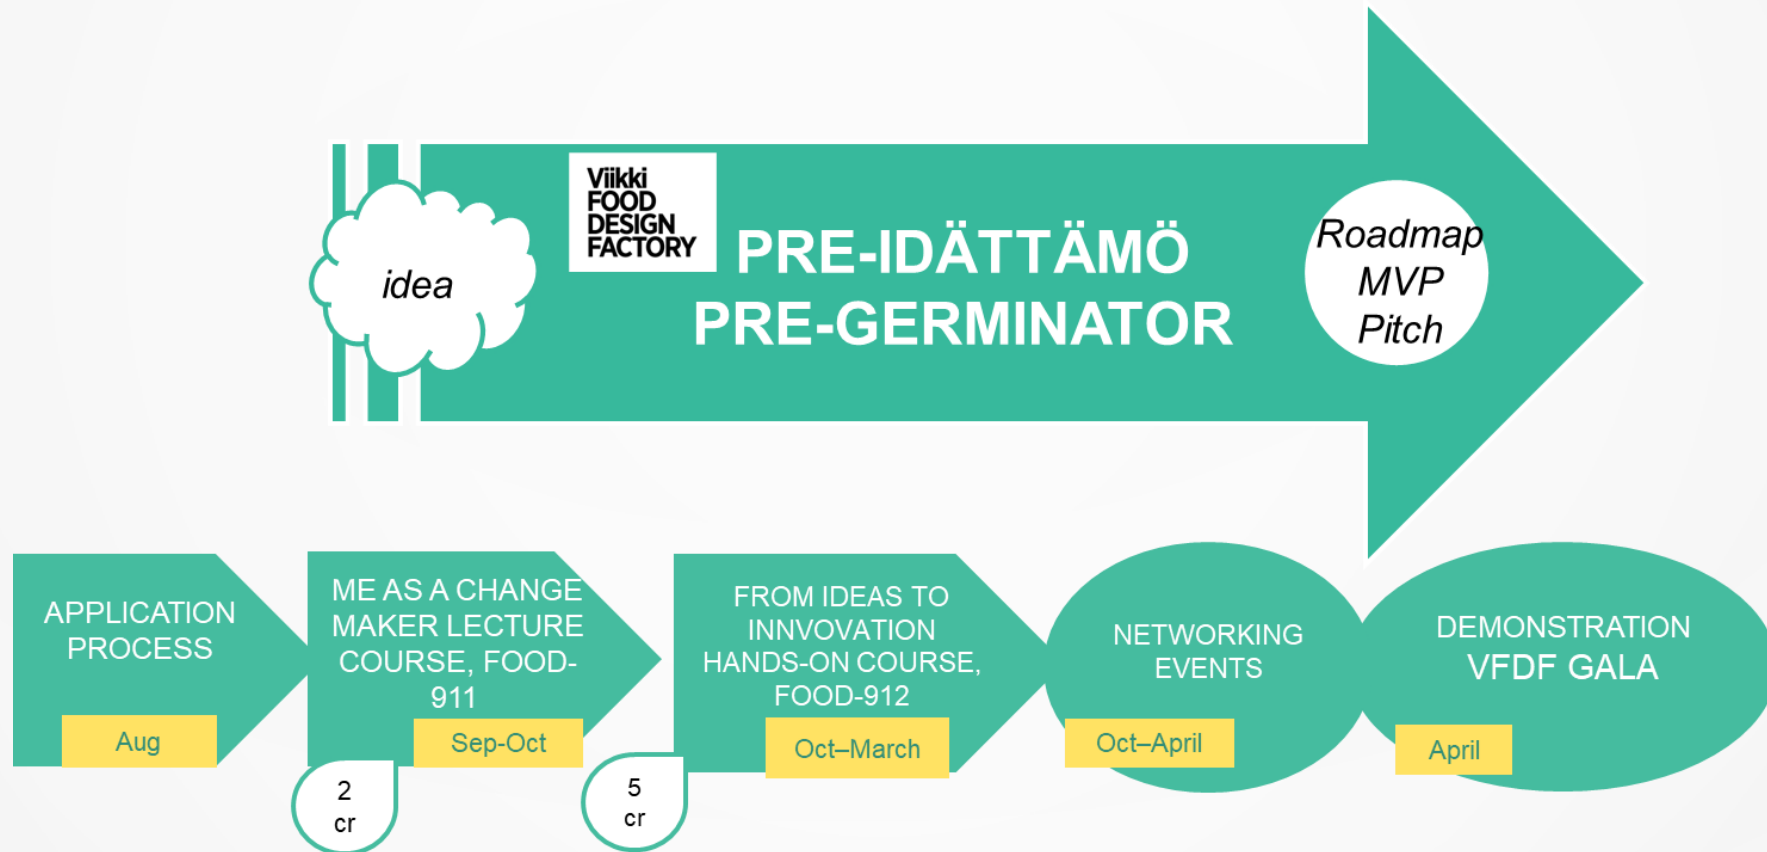 Viikki
FOOD
DESIGN
FACTORY
PRE-IDÄTTÄMÖ
PRE-GERMINATOR
idea
Roadmap
MVP
Pitch
APPLICATION
PROCESS
Aug
ME AS A CHANGE
MAKER LECTURE
COURSE, FOOD-
911
Sep-Oct
2
cr
FROM IDEAS TO
INNVOVATION
HANDS-ON COURSE,
FOOD-912
Oct–March
5
cr
NETWORKING
EVENTS
Oct–April
DEMONSTRATION
VFDF GALA
April